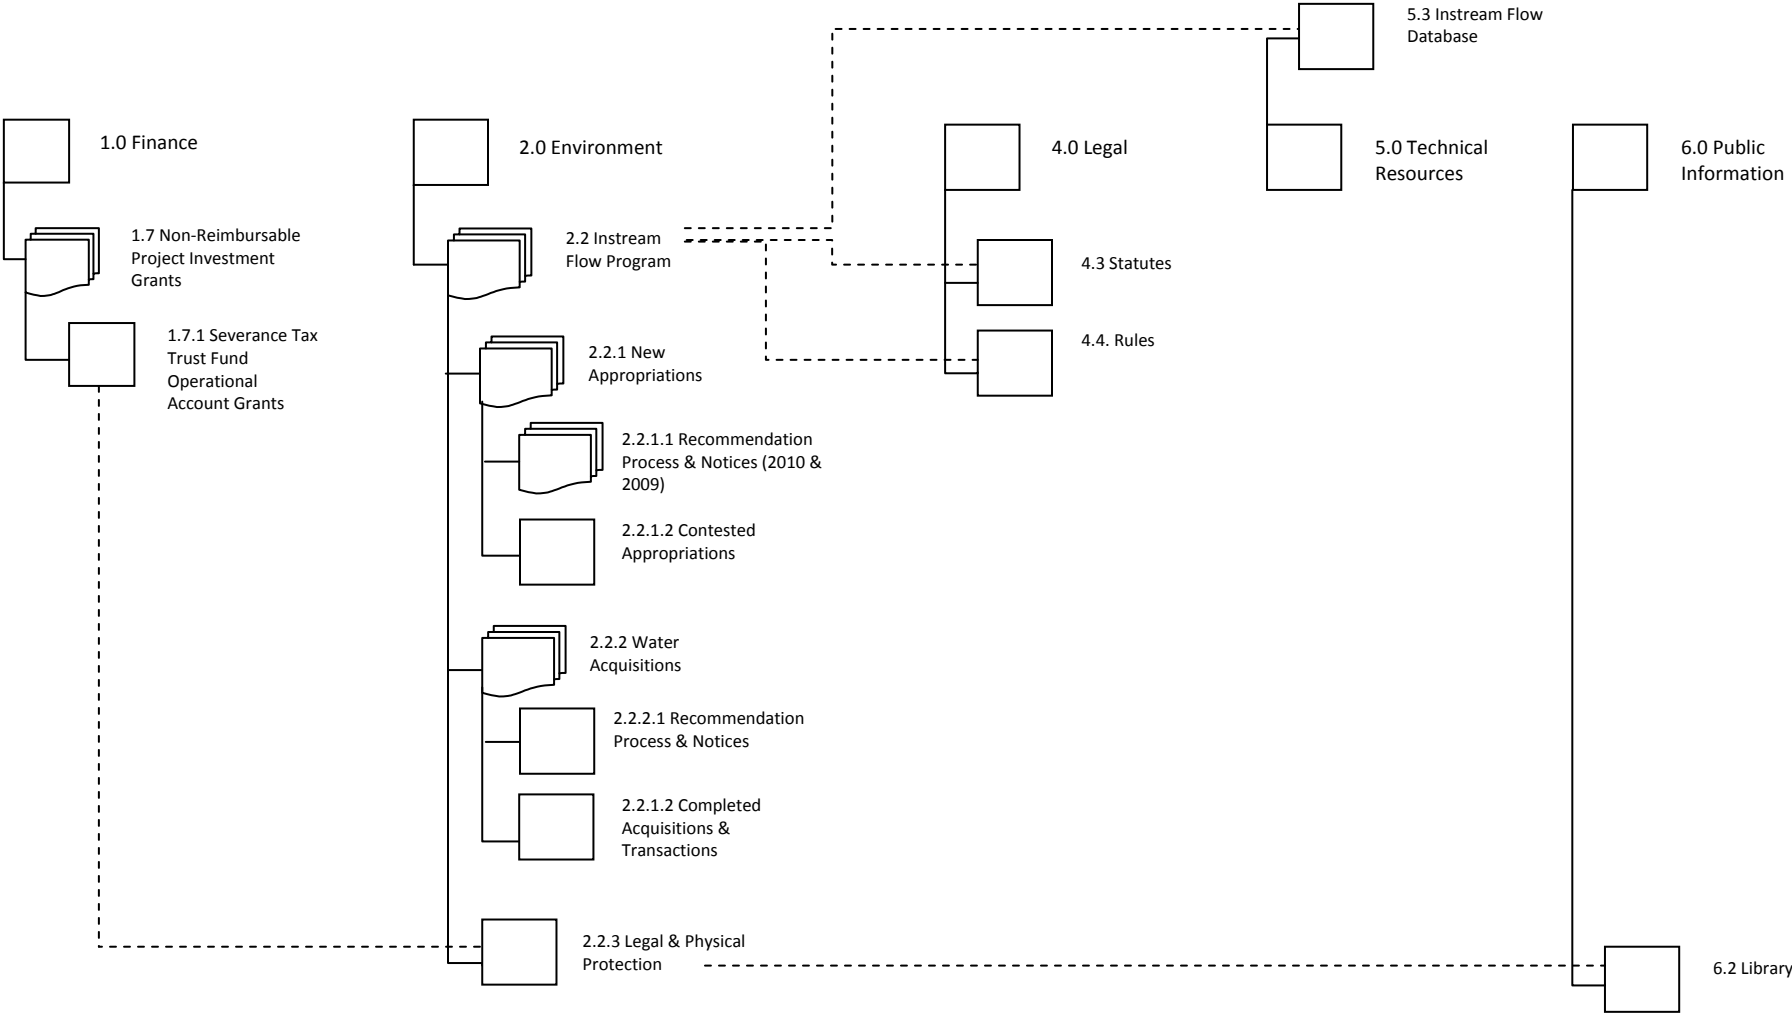 5.3 Instream Flow
Database
1.0 Finance
2.0 Environment
4.0 Legal
5.0 Technical
Resources
6.0 Public
Information
1.7 Non-Reimbursable
Project Investment
Grants
2.2 Instream
Flow Program
4.3 Statutes
1.7.1 Severance Tax
Trust Fund
Operational
Account Grants
2.2.1 New
Appropriations
4.4. Rules
2.2.1.1 Recommendation
Process & Notices (2010 &
2009)
2.2.1.2 Contested
Appropriations
2.2.2 Water
Acquisitions
2.2.2.1 Recommendation
Process & Notices
2.2.1.2 Completed
Acquisitions &
Transactions
2.2.3 Legal & Physical
Protection
6.2 Library